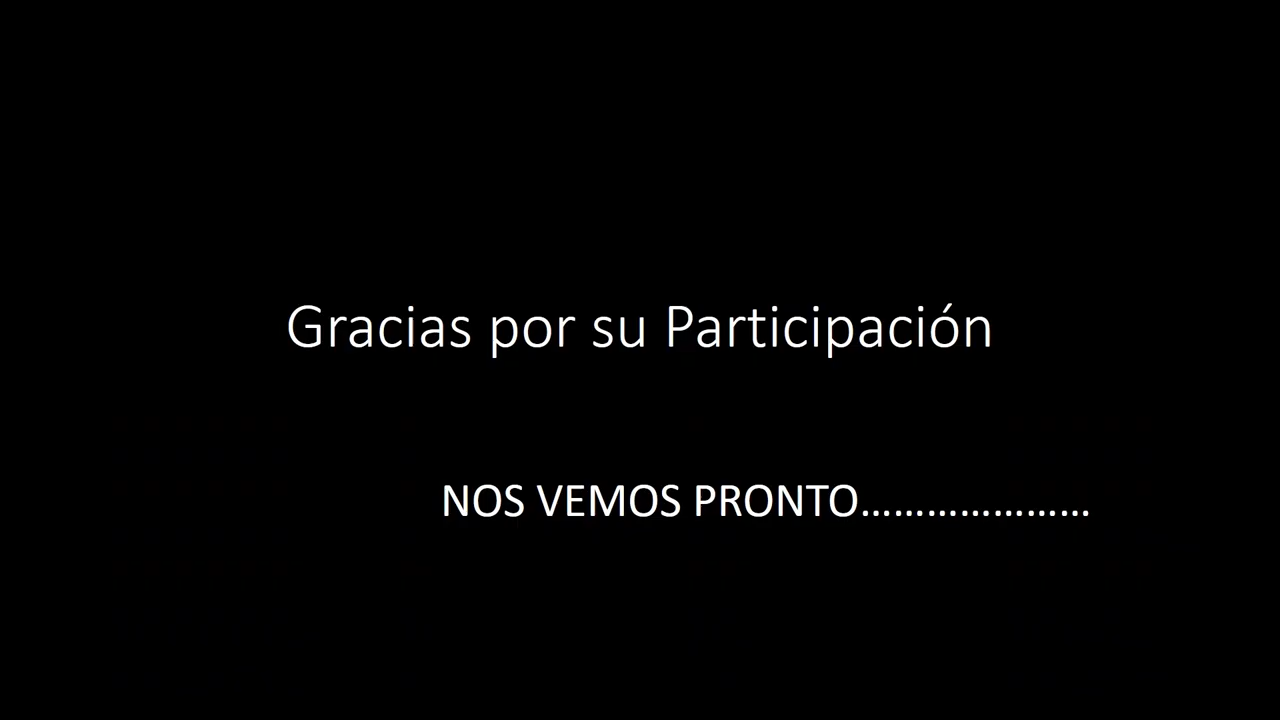 Gracias por su Participación
NOS VEMOS PRONTO…………………